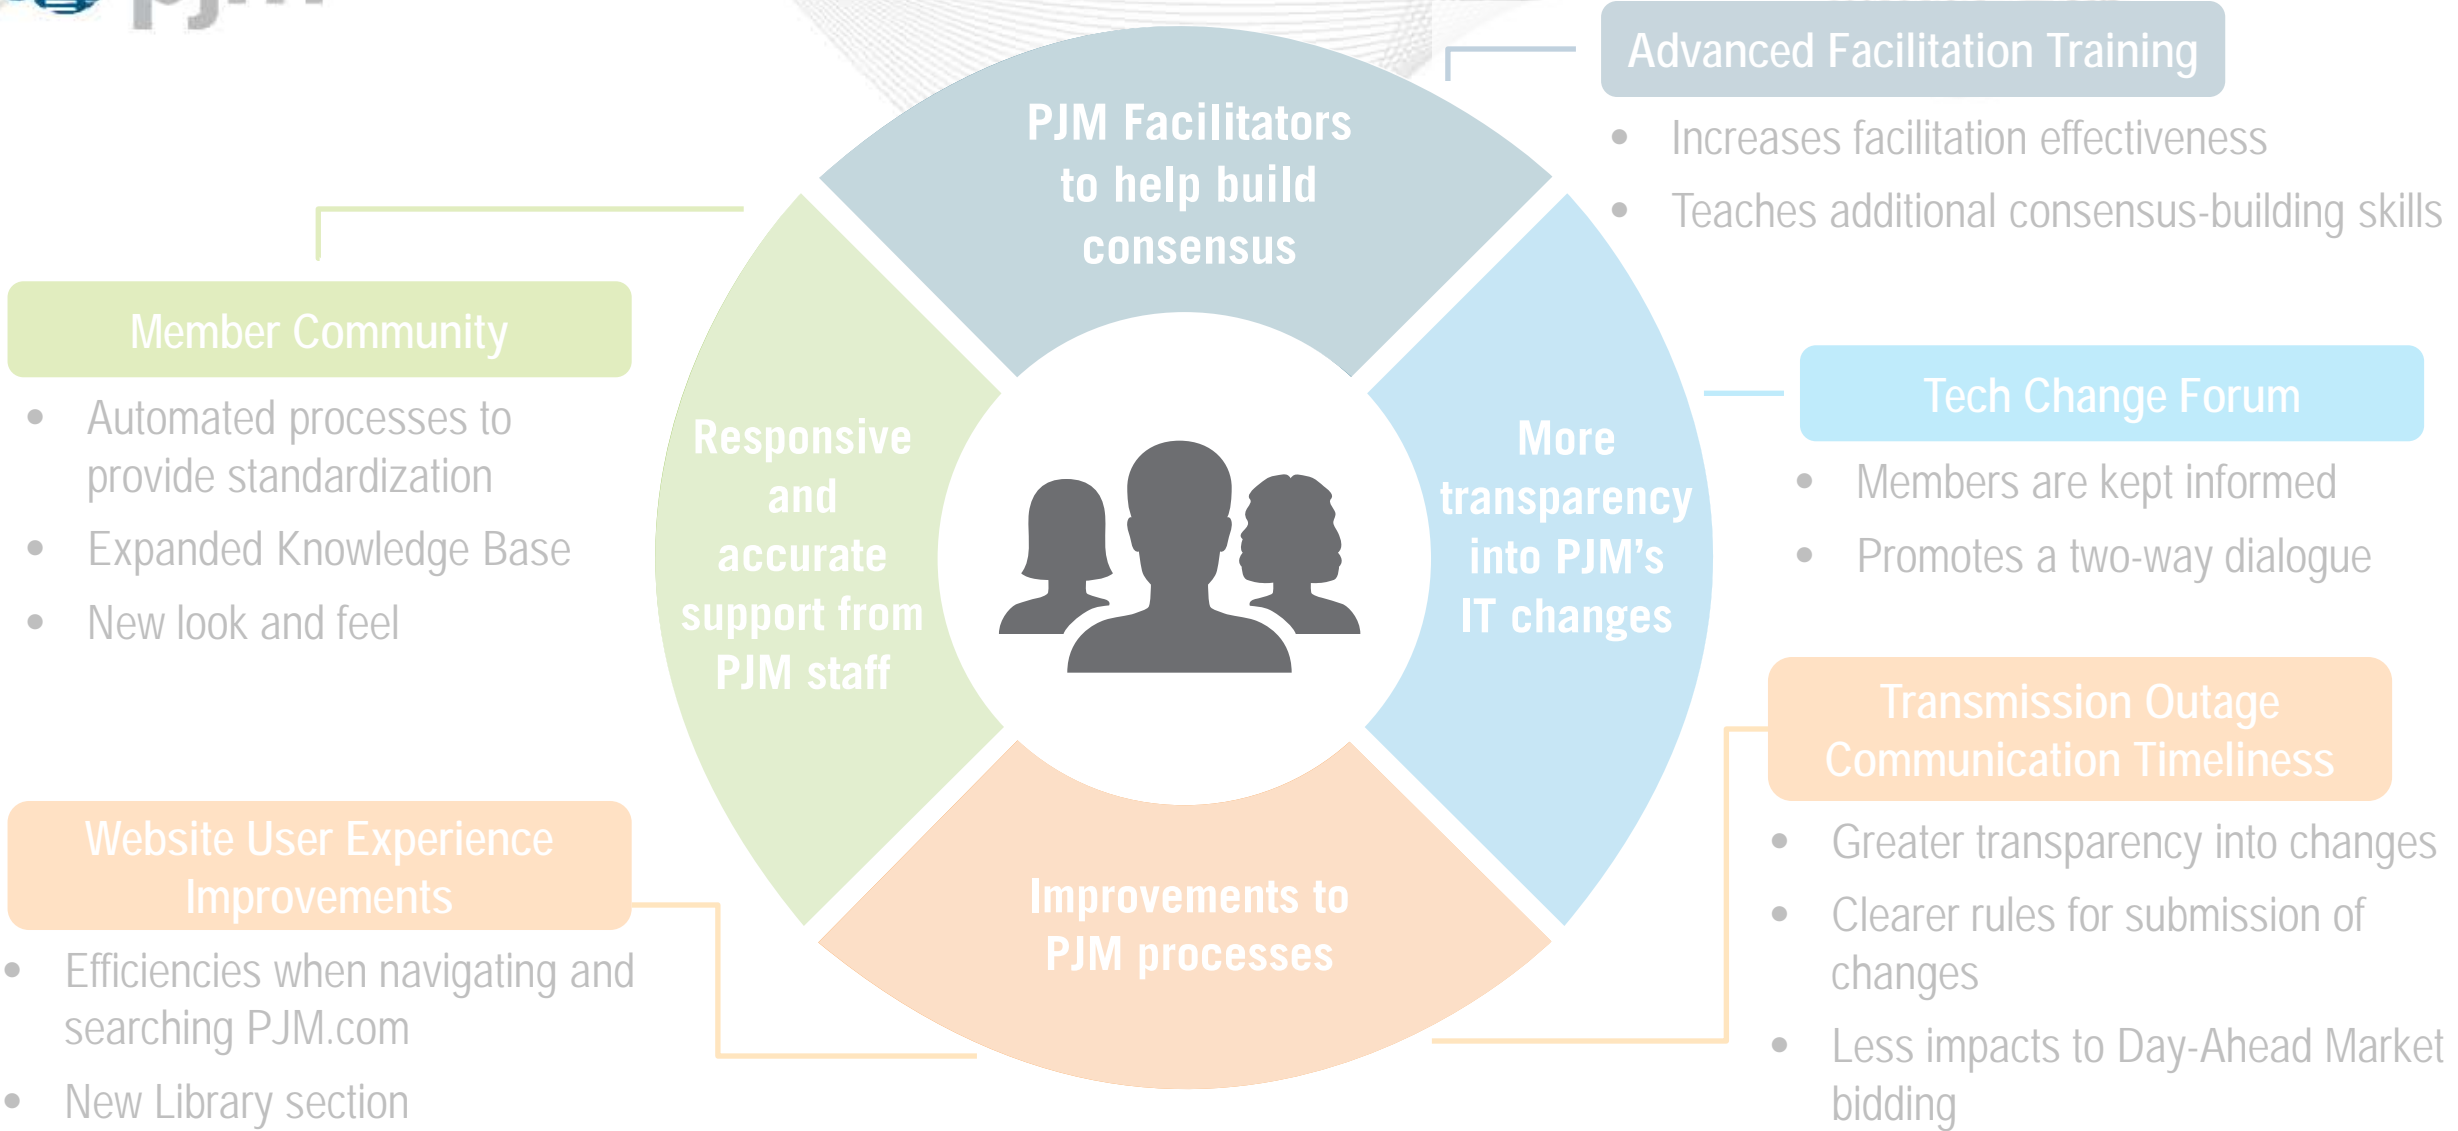 pjm
Advanced Facilitation Training
• Increases facilitation effectiveness
• Teaches additional consensus-building skills
PJM Facilitators
to help build
consensus
Member Community
• Automated processes to
provide standardization
• Expanded Knowledge Base
• New look and feel
Responsive
and
accurate
support from
PJM staff
More
transparency
into PJM’s
IT changes
Tech Change Forum
• Members are kept informed
• Promotes a two-way dialogue
Transmission Outage
Communication Timeliness
• Greater transparency into changes
• Clearer rules for submission of
changes
• Less impacts to Day-Ahead Market
bidding
Website User Experience
Improvements
• Efficiencies when navigating and
searching PJM.com
• New Library section
Improvements to
PJM processes